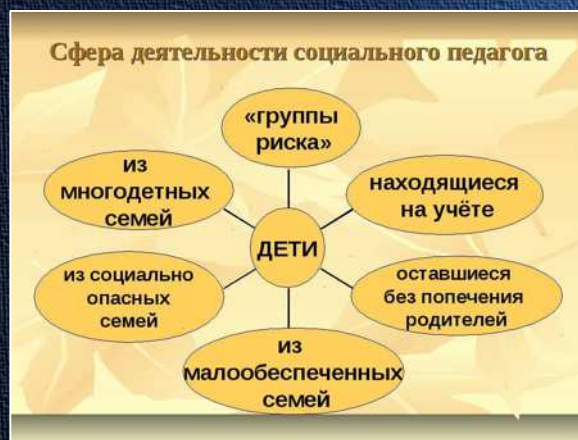 Сфера деятельности социального педагога
«группы
риска»
из
многодетных
семей
находящиеся
на учёте
ДЕТИ
из социально
опасных
семей
оставшиеся
без попечения
родителей
из
малообеспеченных
семей